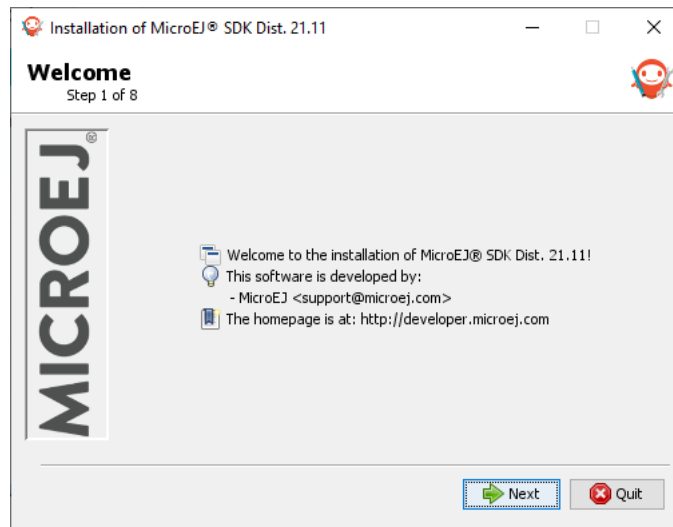 Installation of MicroEJ® SDK Dist. 21.11
Welcome
Step 1 of 8
MICROEJ®
Welcome to the installation of MicroEJ® SDK Dist. 21.11!
This software is developed by:
- MicroEJ <support@microej.com>
The homepage is at: http://developer.microej.com
Next
Quit